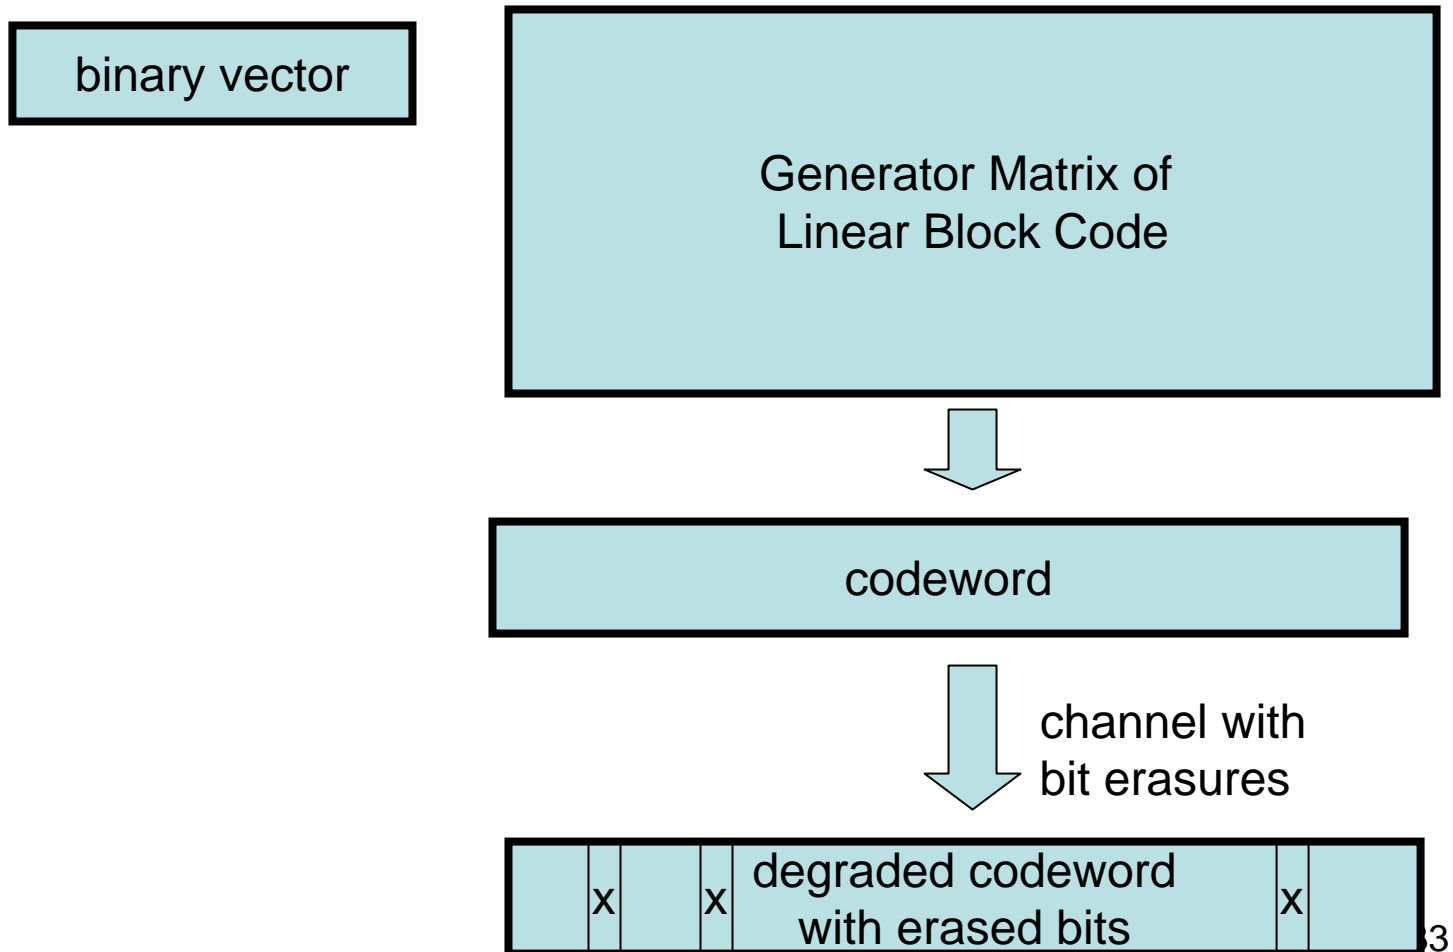 binary vector
Generator Matrix of
Linear Block Code
codeword
channel with
bit erasures
x x degraded codeword x
with erased bits